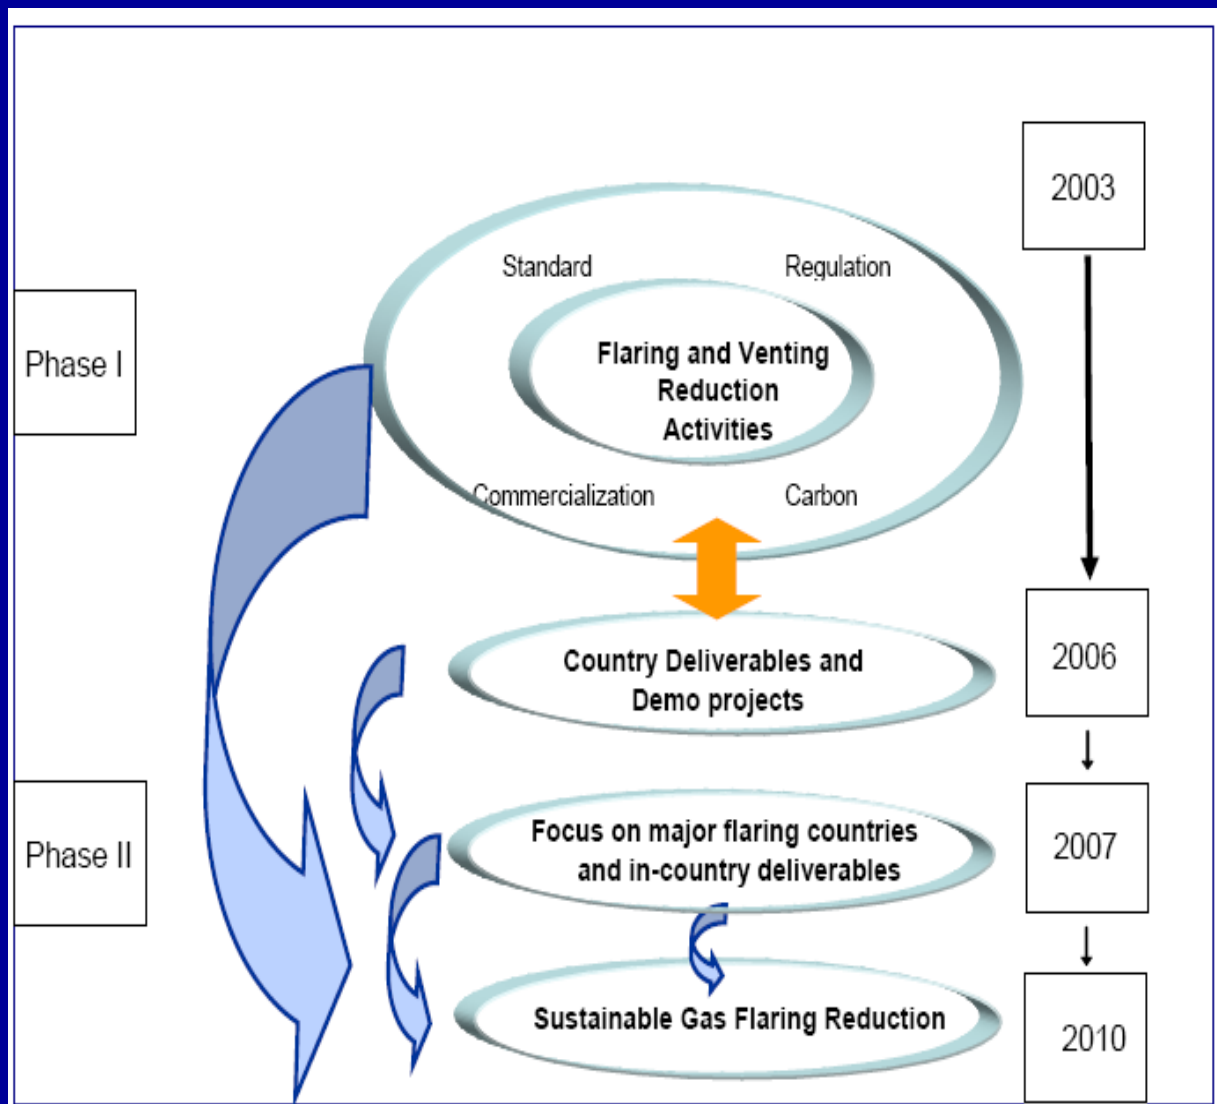 2003
Standard
Regulation
Phase I
Flaring and Venting
Reduction
Activities
Commercialization
Carbon
Country Deliverables and
Demo projects
2006
Phase II
Focus on major flaring countries
and in-country deliverables
2007
Sustainable Gas Flaring Reduction
2010